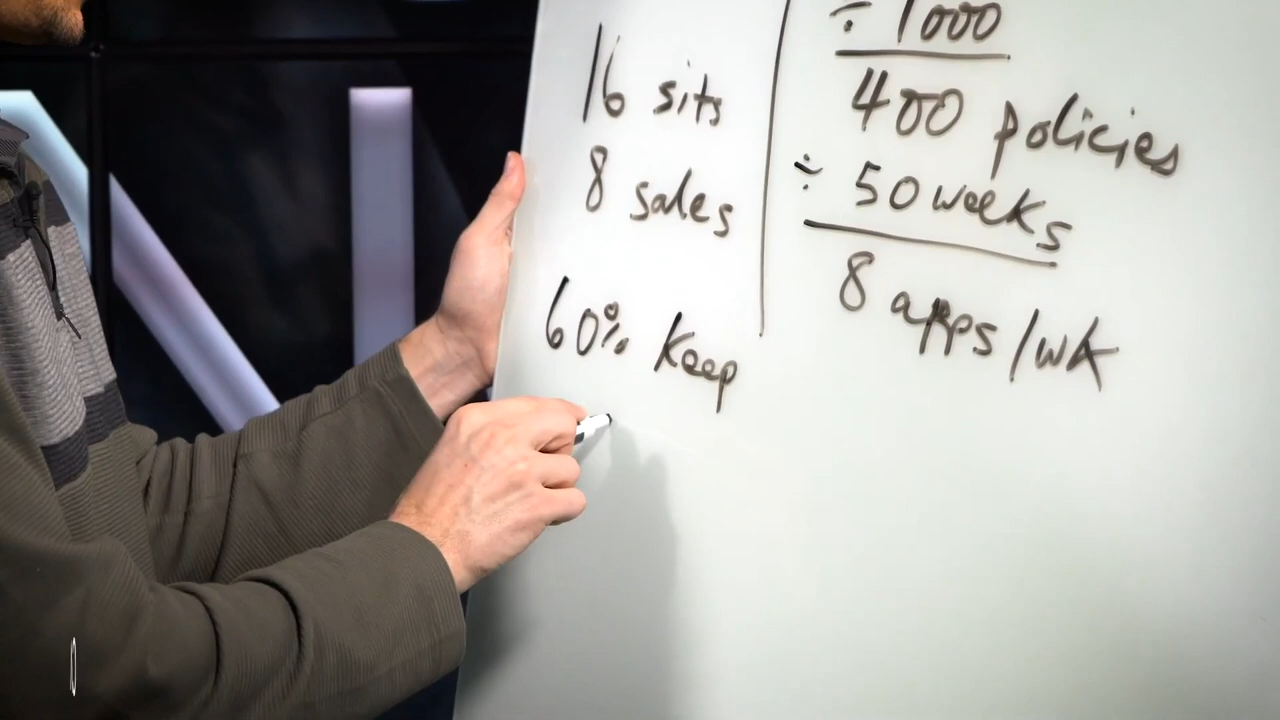 16 sits
8 sales
60% keep
÷ 1000
400 policies
÷ 50 weeks
8 apps/wk